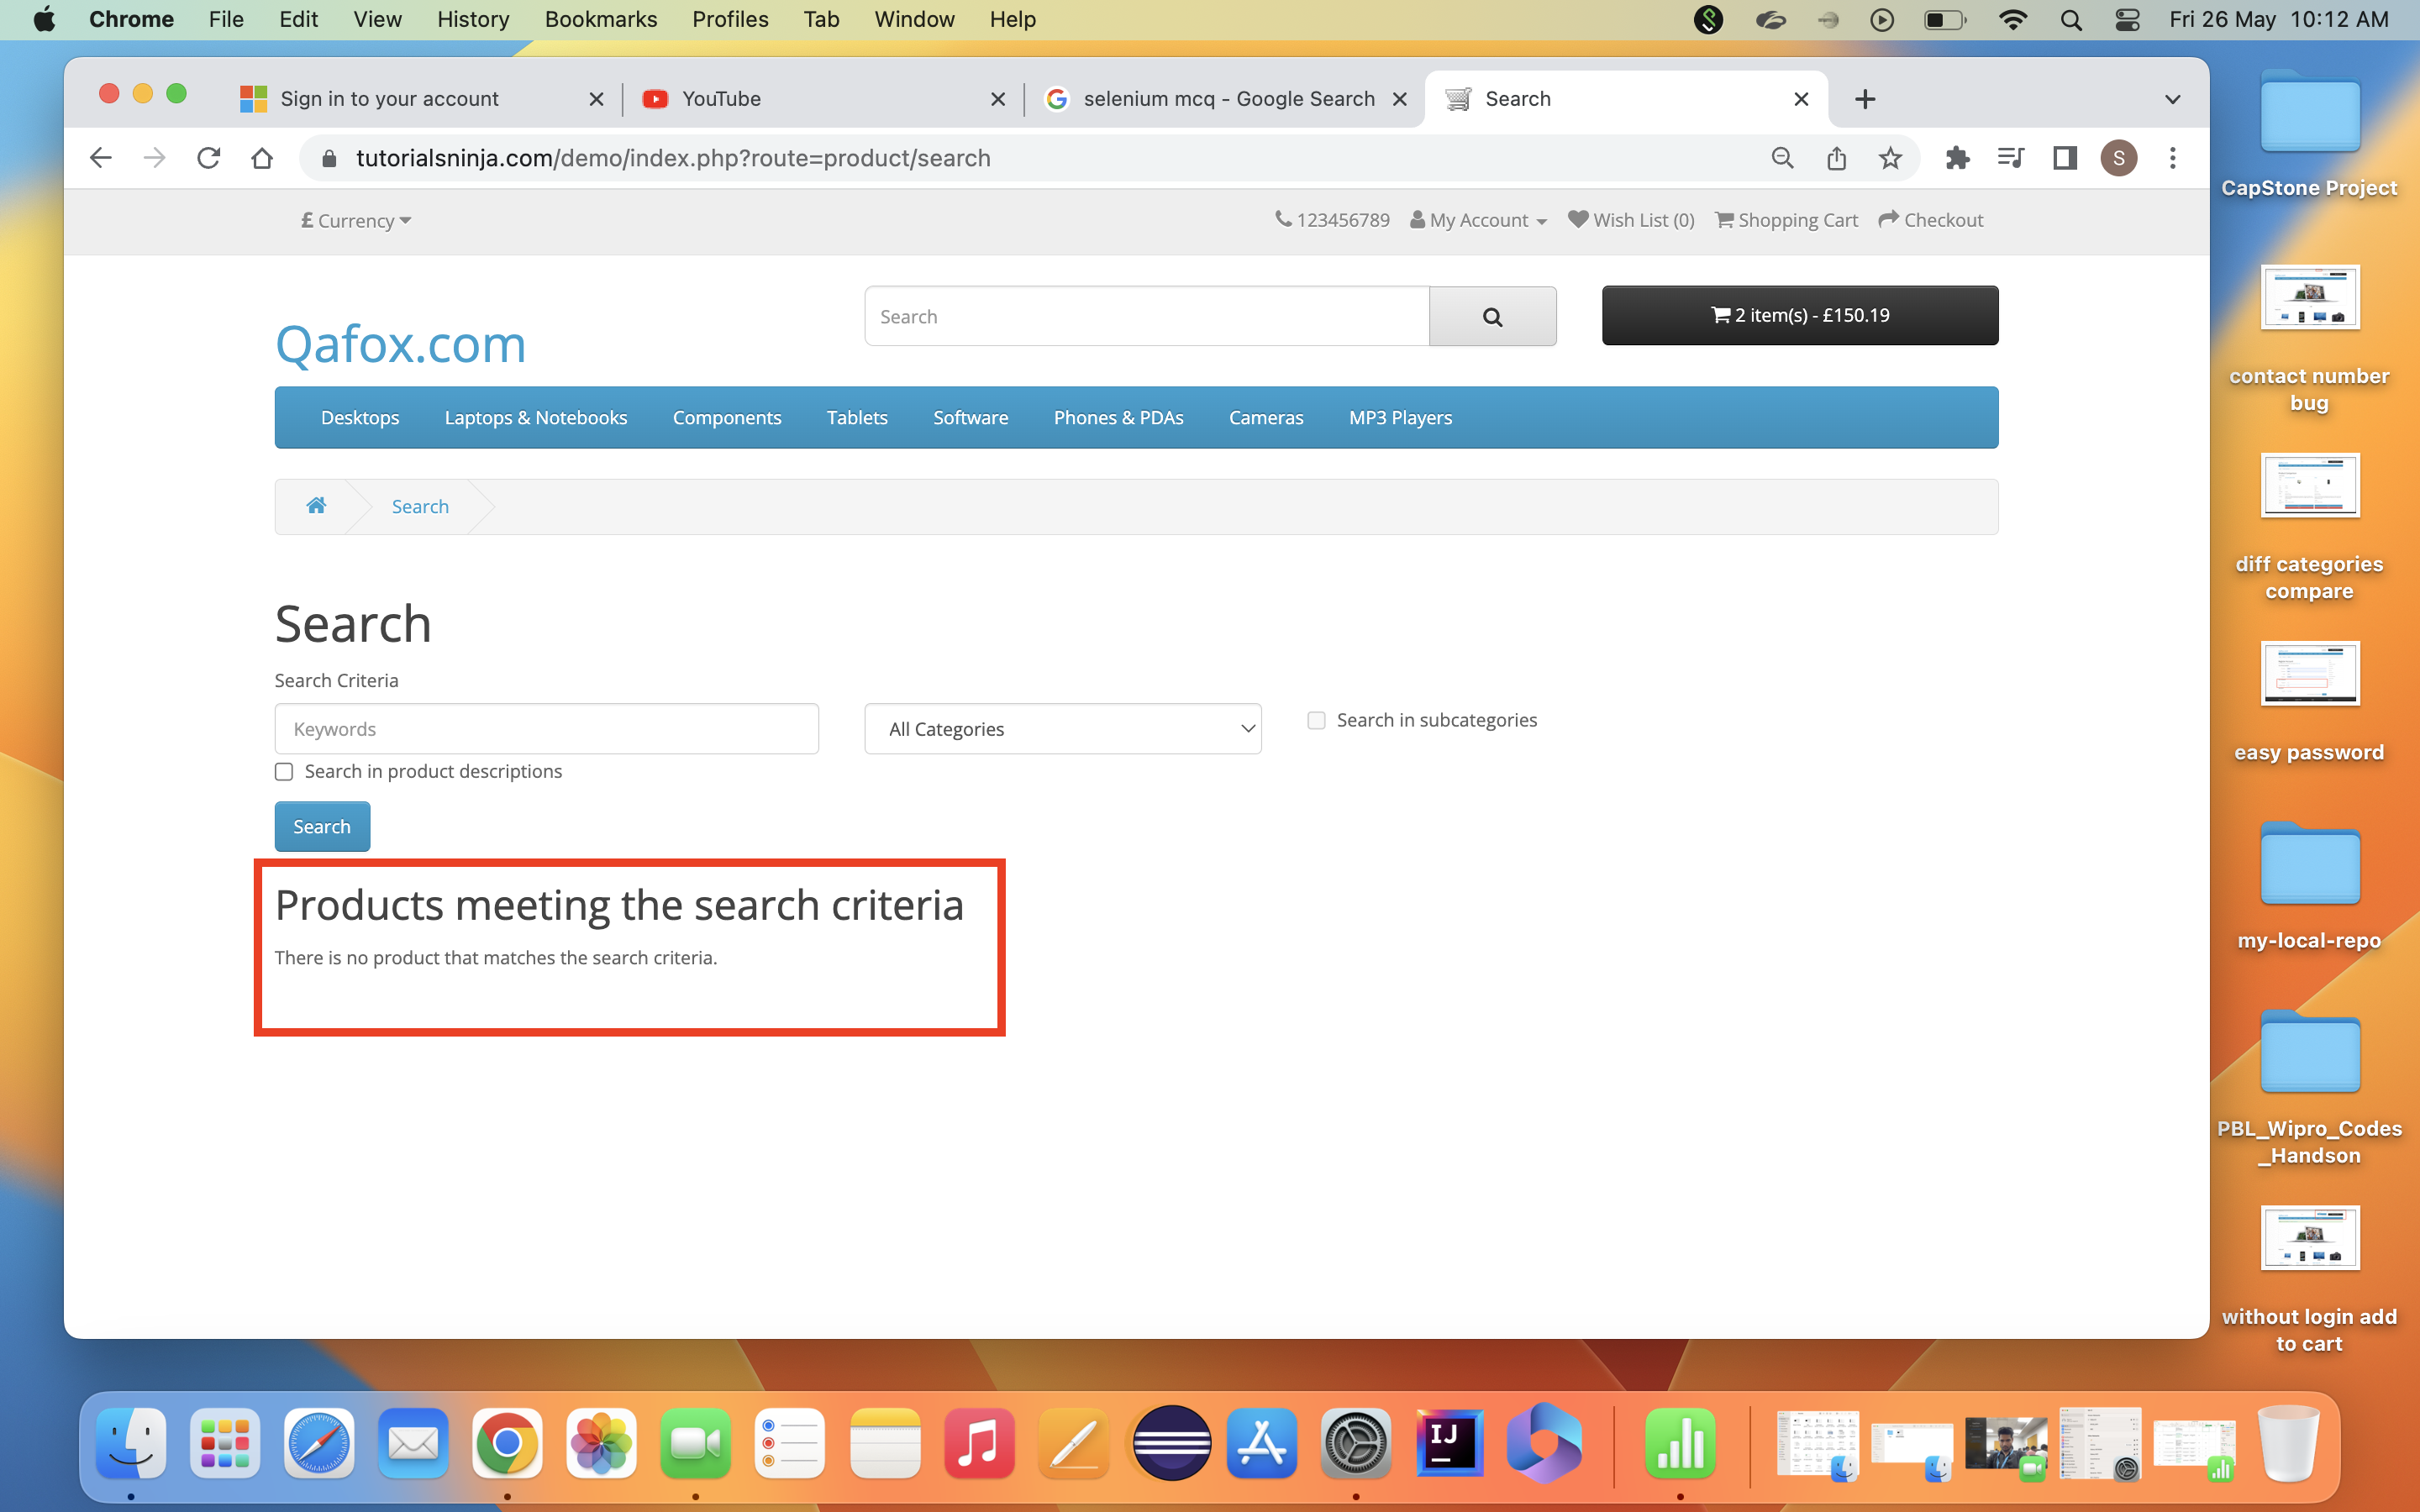 Chrome File Edit View History Bookmarks Profiles Tab Window Help Fri 26 May 10:12 AM
Sign in to your account YouTube selenium mcq - Google Search Search
tutorialsninja.com/demo/index.php?route=product/search S
£ Currency 123456789 My Account Wish List (0) Shopping Cart Checkout
Qafox.com
Search
2 item(s) - £150.19
Desktops Laptops & Notebooks Components Tablets Software Phones & PDAs Cameras MP3 Players
Search
Search
Search Criteria
Keywords
All Categories
Search in subcategories
Search in product descriptions
Search
Products meeting the search criteria
There is no product that matches the search criteria.
CapStone Project
contact number
bug
diff categories
compare
easy password
my-local-repo
PBL_Wipro_Codes
_Handson
without login add
to cart
IJ